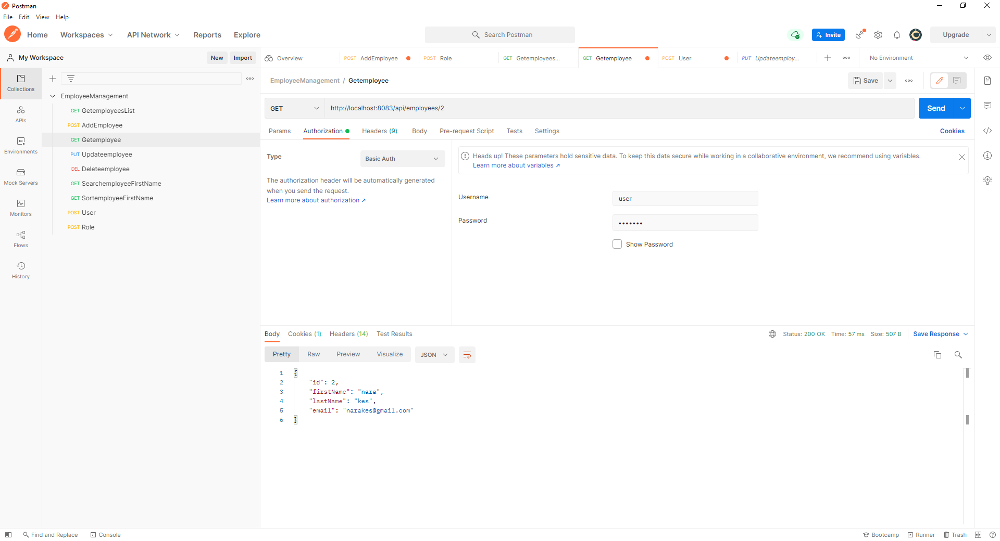 Postman
File Edit View Help
Home Workspaces API Network Reports Explore Search Postman Invite Upgrade
My Workspace New Import
Overview POST AddEmployee POST Role GET Getemployees... GET Getemployee POST User PUT Updateemploy... No Environment
EmployeeManagement / Getemployee Save
Collections
APIs
Environments
Mock Servers
Monitors
Flows
History
EmployeeManagement
GET GetemployeesList
POST AddEmployee
GET Getemployee
PUT Updateemployee
DEL Deleteemployee
GET SearchemployeeFirstName
GET SortemployeeFirstName
POST User
POST Role
GET http://localhost:8083/api/employees/2 Send
Params Authorization Headers (9) Body Pre-request Script Tests Settings Cookies
Type Basic Auth
The authorization header will be automatically generated
when you send the request.
Learn more about authorization ↗
Heads up! These parameters hold sensitive data. To keep this data secure while working in a collaborative environment, we recommend using variables.
Learn more about variables ↗
Username user
Password •••••••
Show Password
Body Cookies (1) Headers (14) Test Results Status: 200 OK Time: 57 ms Size: 507 B Save Response
Pretty Raw Preview Visualize JSON
1 {
2 "id": 2,
3 "firstName": "nara",
4 "lastName": "kes",
5 "email": "narakes@gmail.com"
6 }
Find and Replace Console Bootcamp Runner Trash